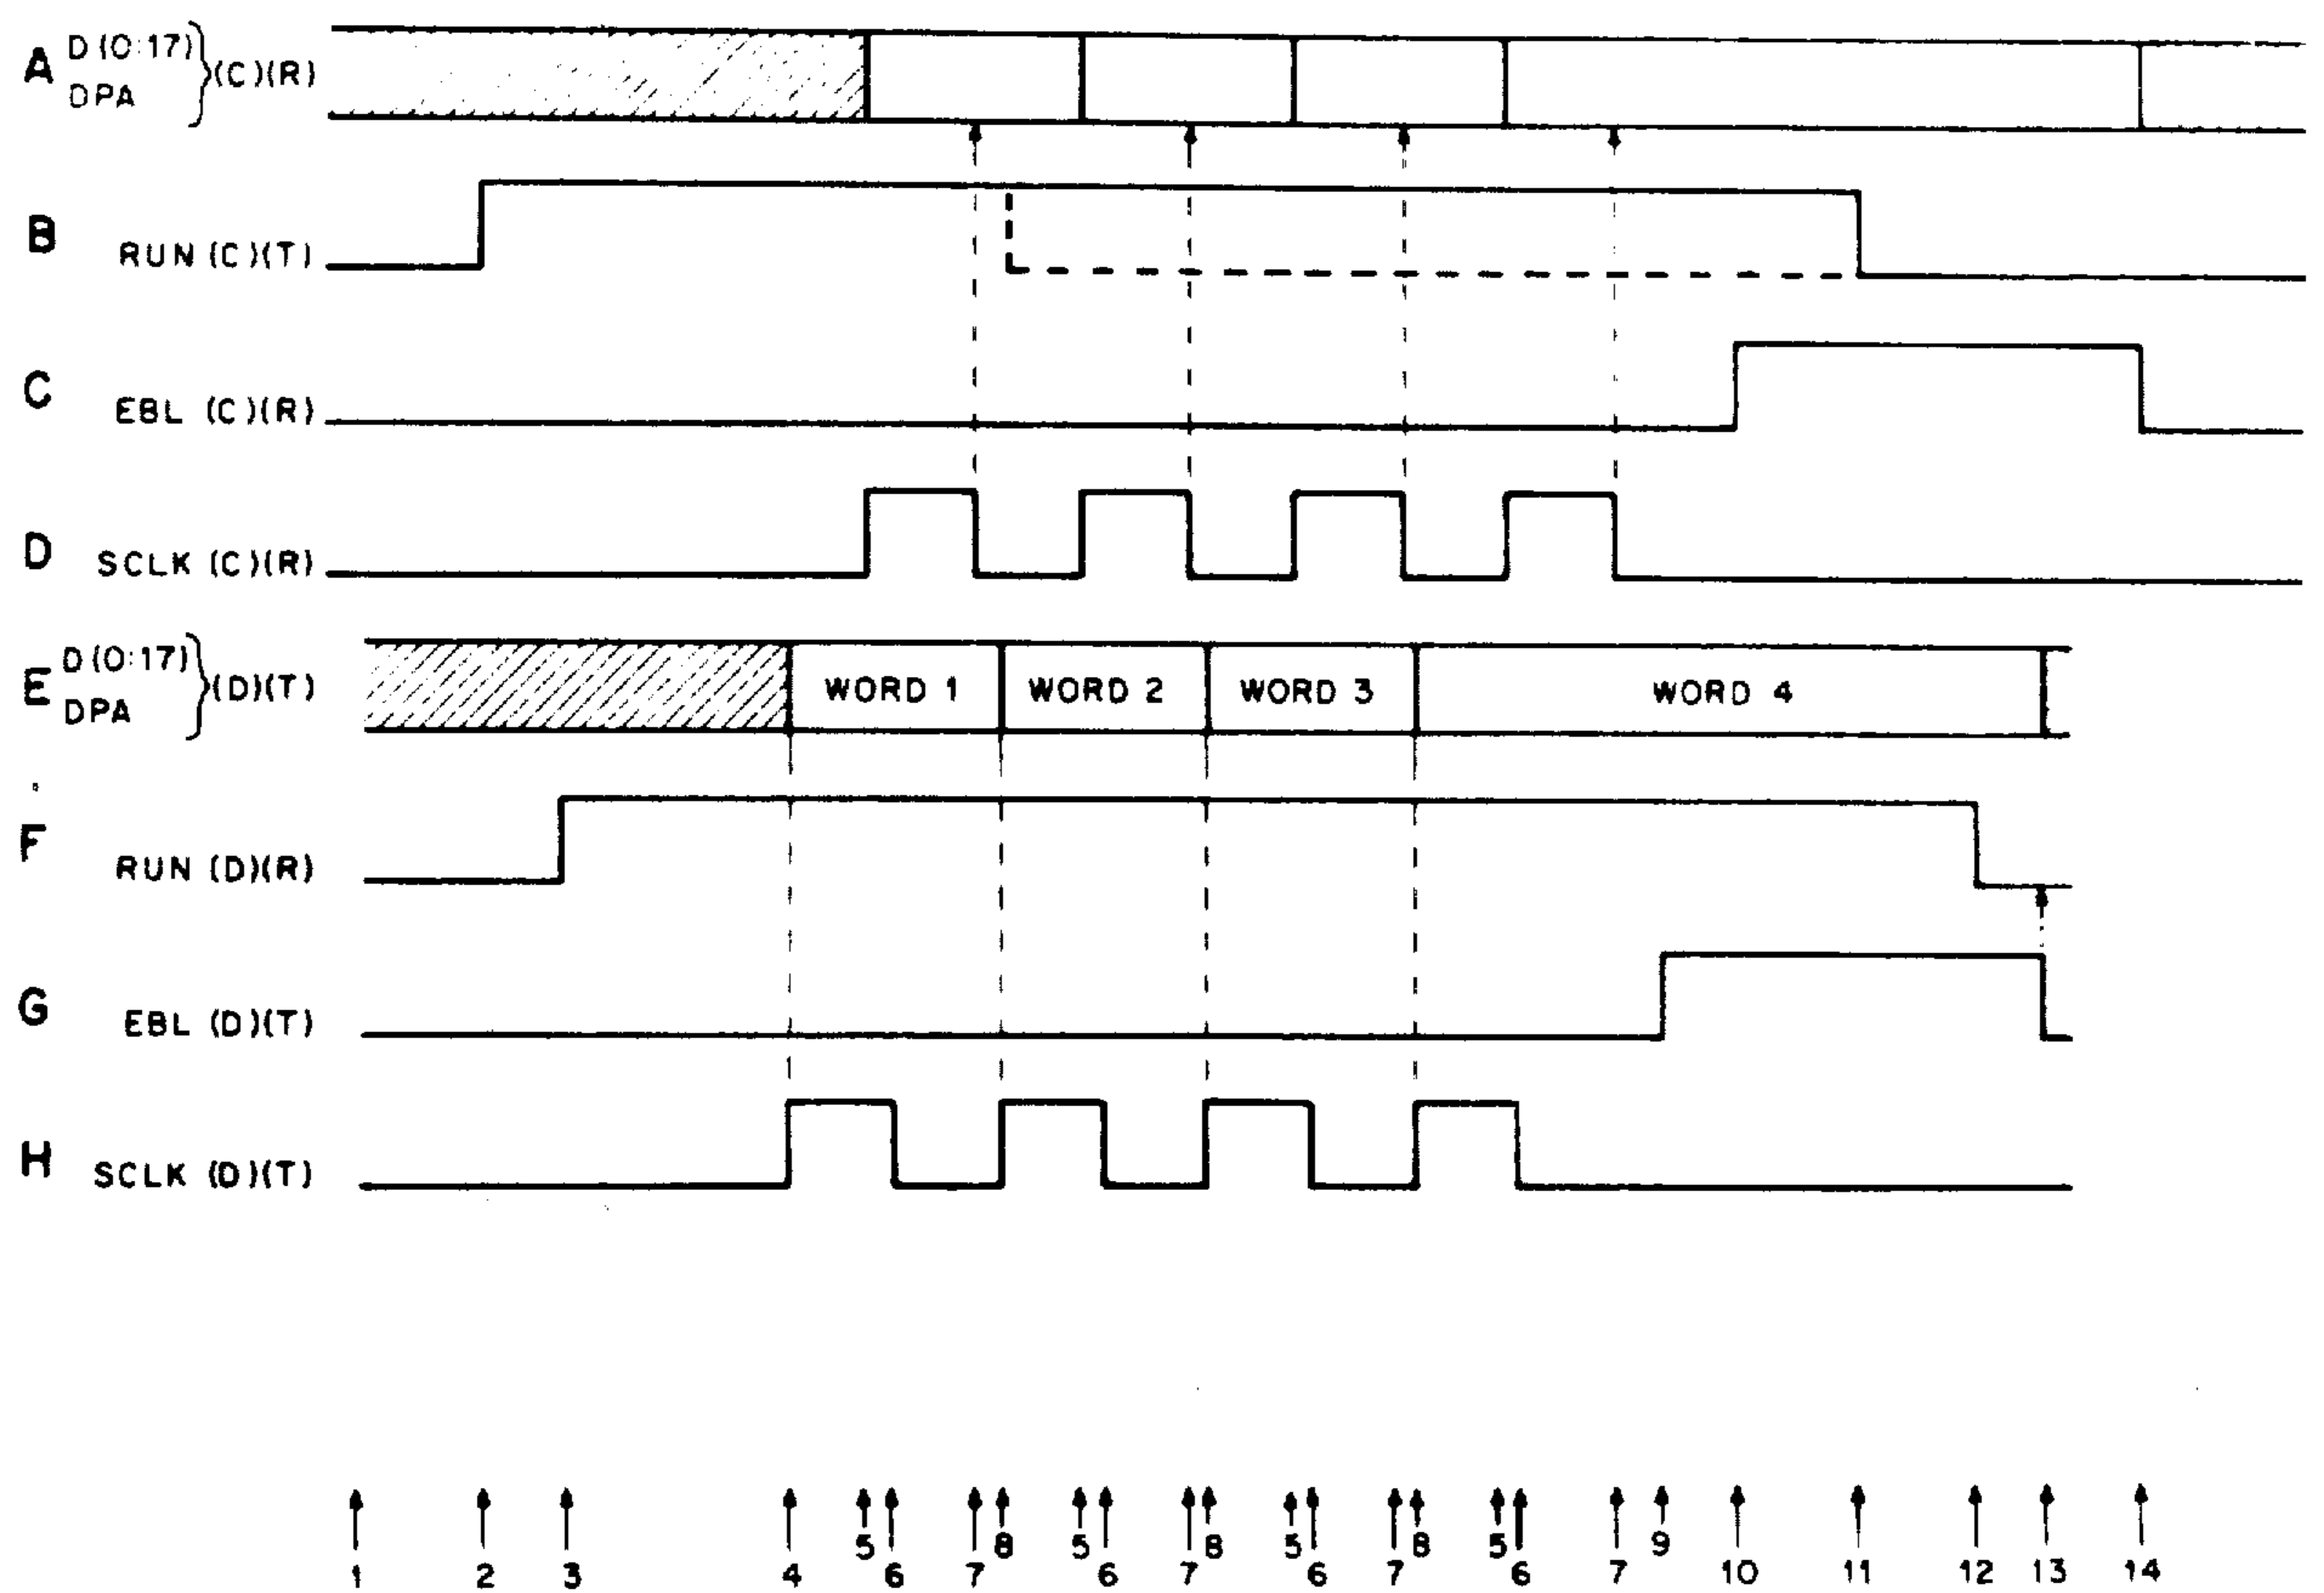 A D(0:17) DPA }(C)(R)
B RUN (C)(T)
C EBL (C)(R)
D SCLK (C)(R)
E D(0:17) DPA }(D)(T)
WORD 1 WORD 2 WORD 3 WORD 4
F RUN (D)(R)
G EBL (D)(T)
H SCLK (D)(T)
5 8 5 8 5 8 5 9
1 2 3 4 6 7 6 7 6 7 6 7 10 11 12 13 14